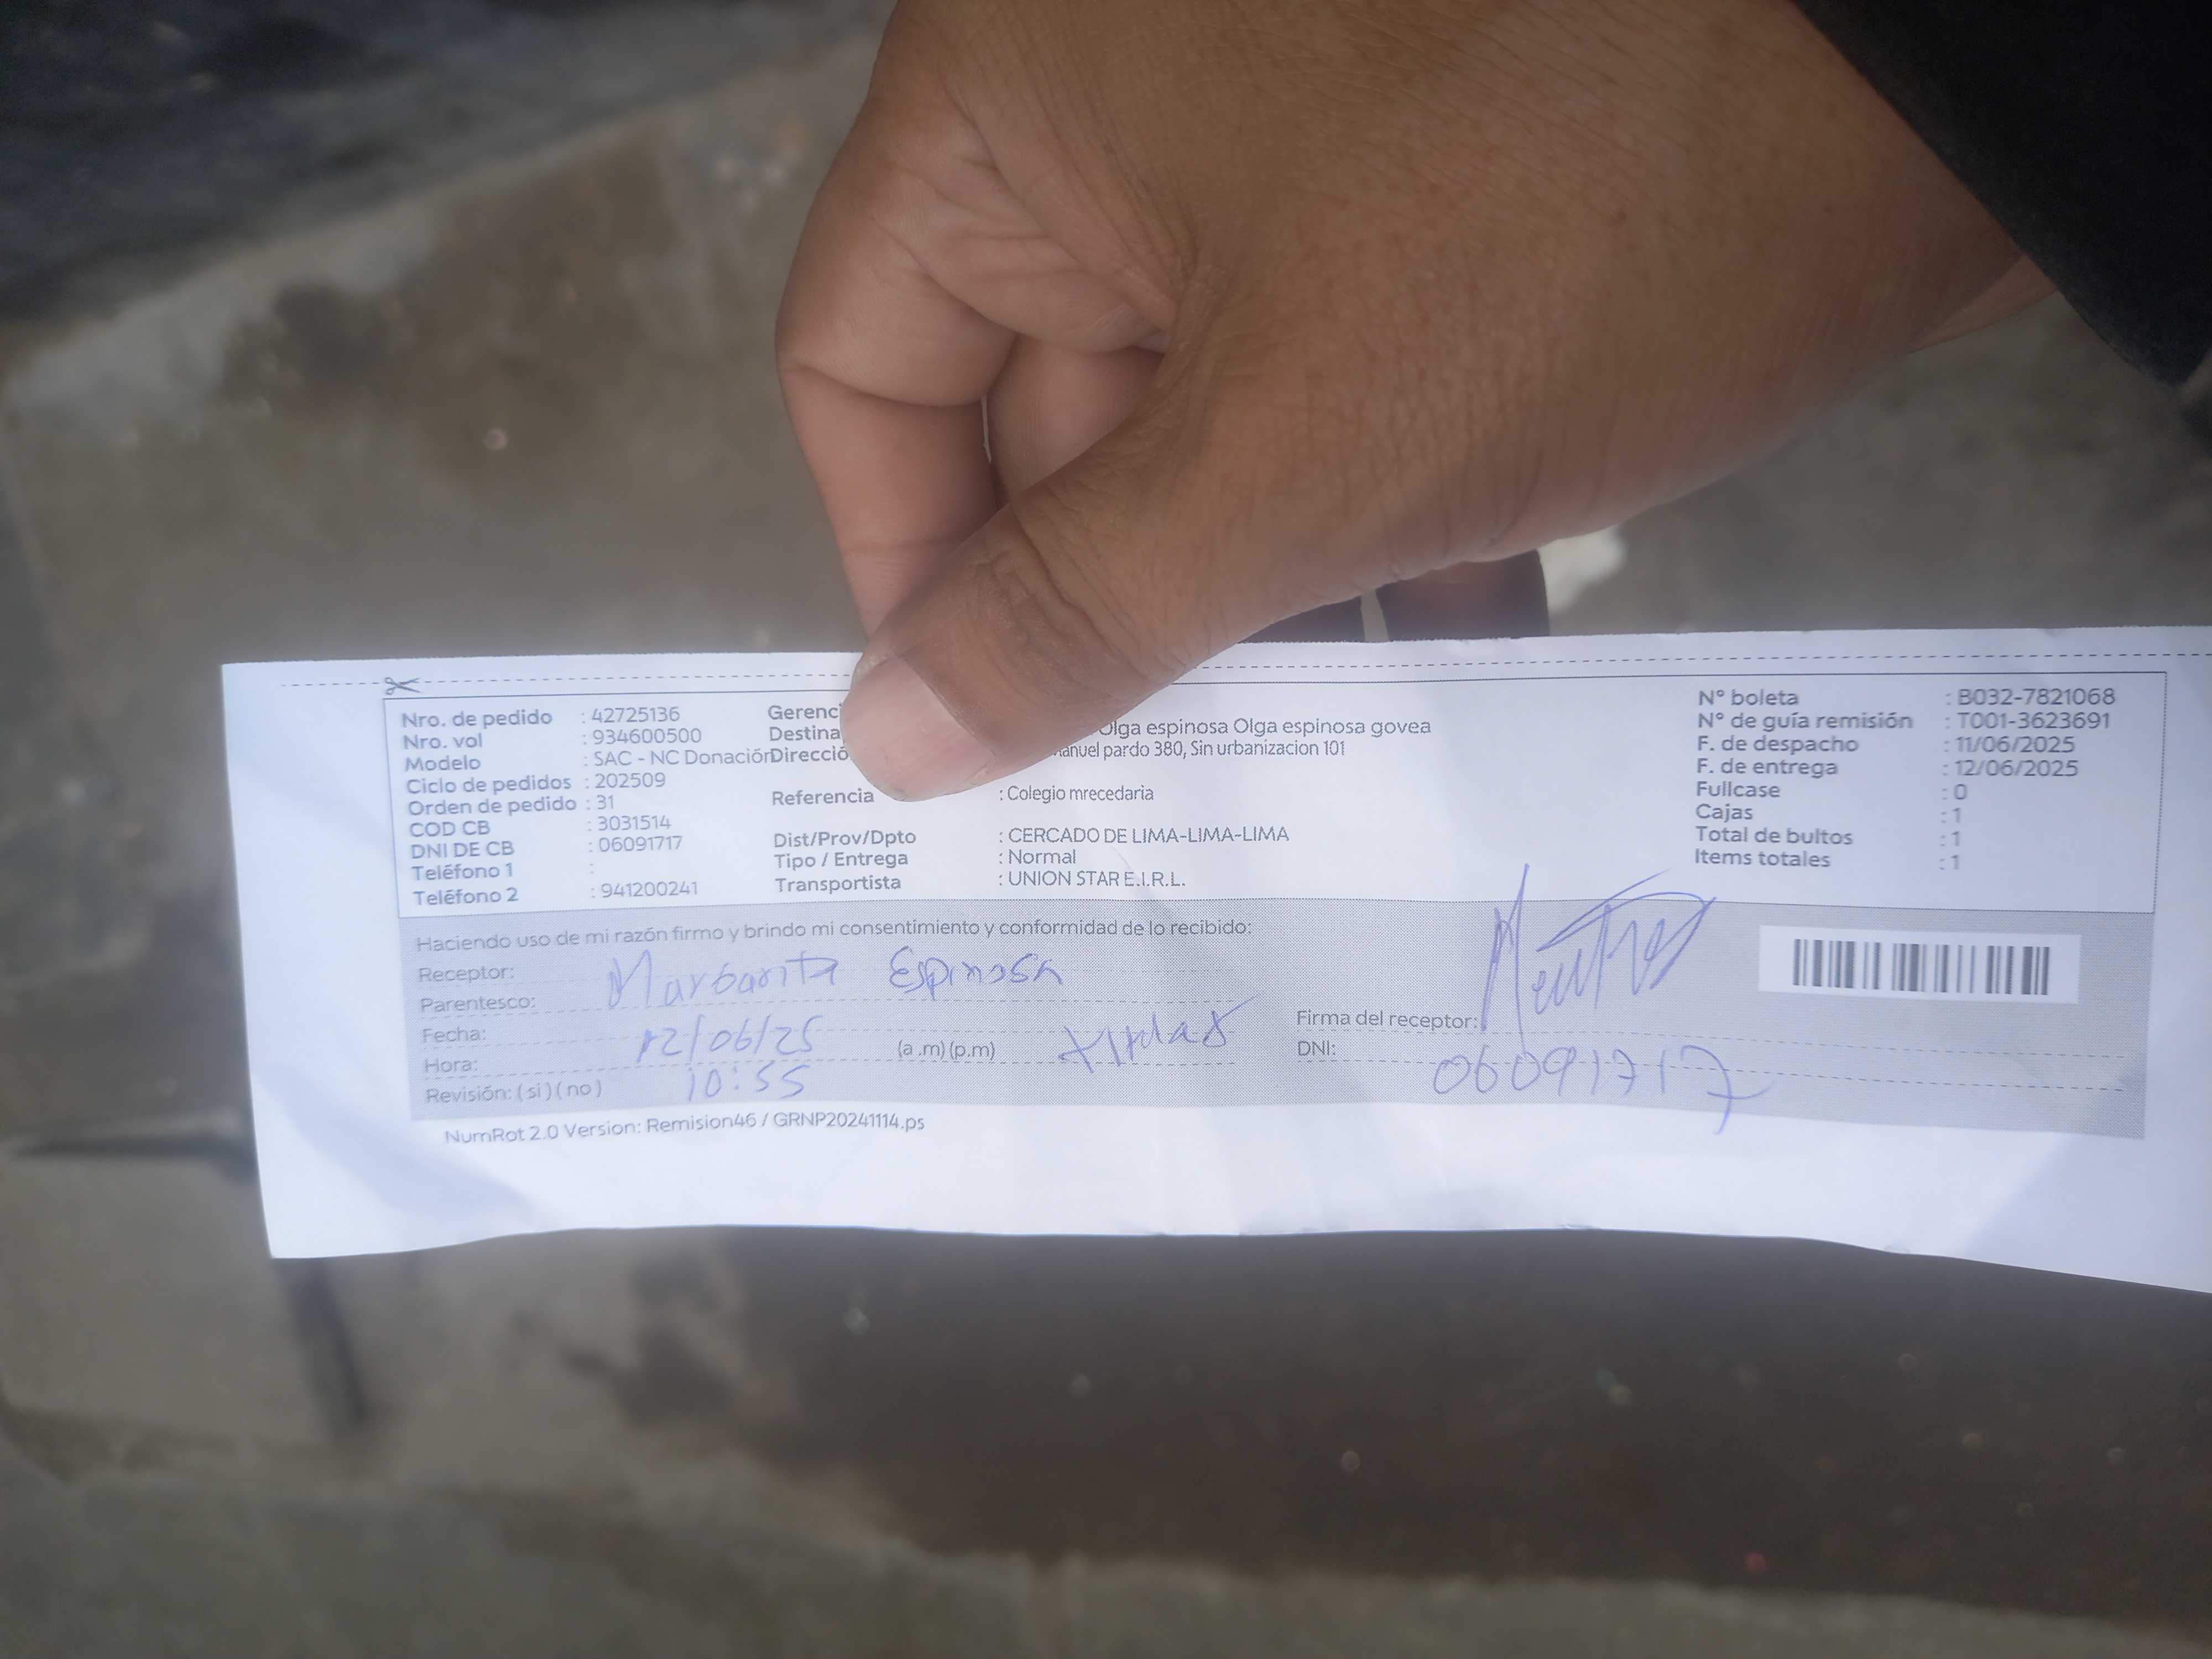 Nro. de pedido : 42725136
Nro. vol : 934600500
Modelo : SAC - NC Donación
Ciclo de pedidos : 202509
Orden de pedido : 31
COD CB : 3031514
DNI DE CB : 06091717
Teléfono 1 :
Teléfono 2 : 941200241
Gerenc
Destina Olga espinosa Olga espinosa govea
Direcció anuel pardo 380, Sin urbanizacion 101
Referencia : Colegio mrecedaria
Dist/Prov/Dpto : CERCADO DE LIMA-LIMA-LIMA
Tipo / Entrega : Normal
Transportista : UNION STAR E.I.R.L.
N° boleta : B032-7821068
N° de guía remisión : T001-3623691
F. de despacho : 11/06/2025
F. de entrega : 12/06/2025
Fullcase : 0
Cajas : 1
Total de bultos : 1
Items totales : 1
Haciendo uso de mi razón firmo y brindo mi consentimiento y conformidad de lo recibido:
Receptor: Margarita Espinosa
Parentesco:
Fecha: 12/06/25
Hora: 10:55 (a.m) (p.m)
Revisión: ( si ) ( no )
Firma del receptor:
DNI: 06091717
NumRot 2.0 Version: Remision46 / GRNP20241114.ps